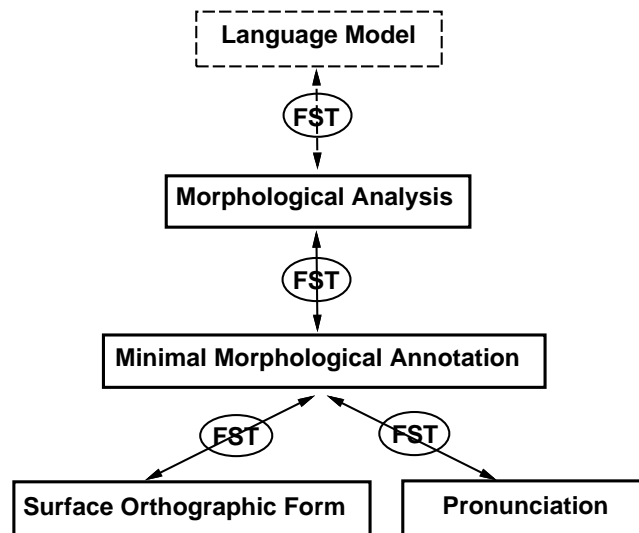 Language Model
FST
Morphological Analysis
FST
Minimal Morphological Annotation
FST
FST
Surface Orthographic Form
Pronunciation